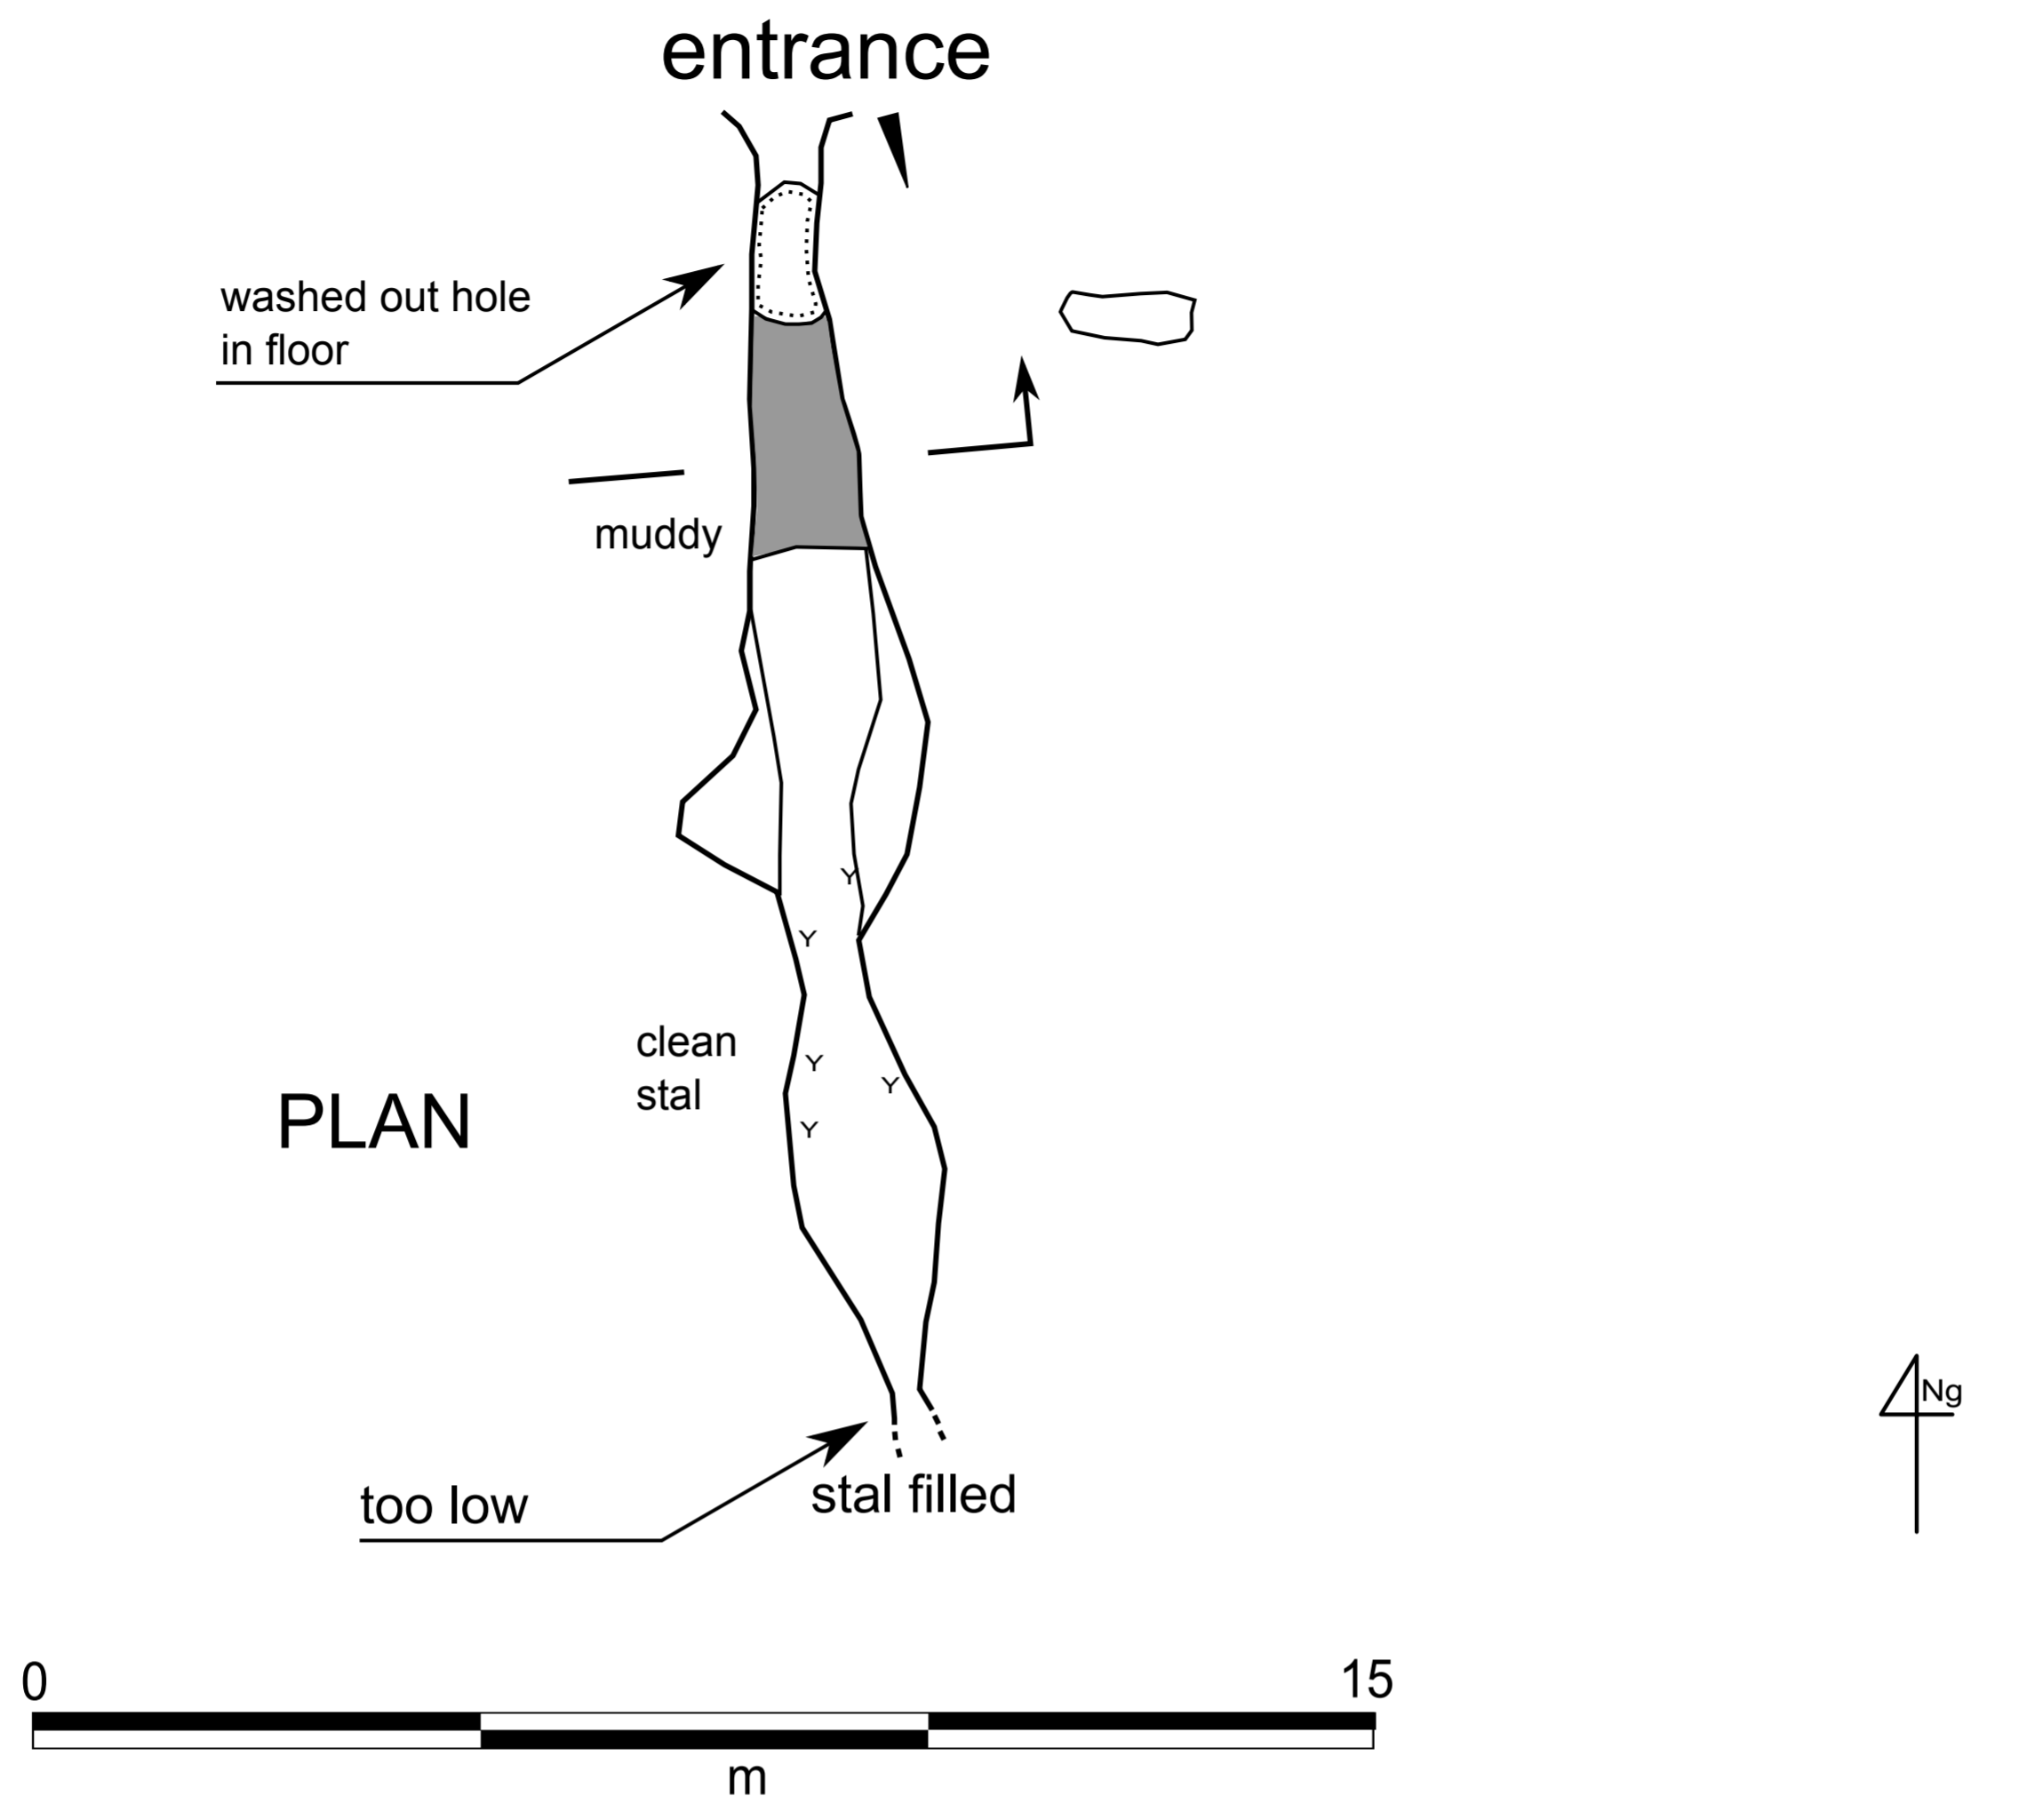 entrance
washed out hole
in floor
muddy
clean
stal
PLAN
Ng
too low
stal filled
0
15
m